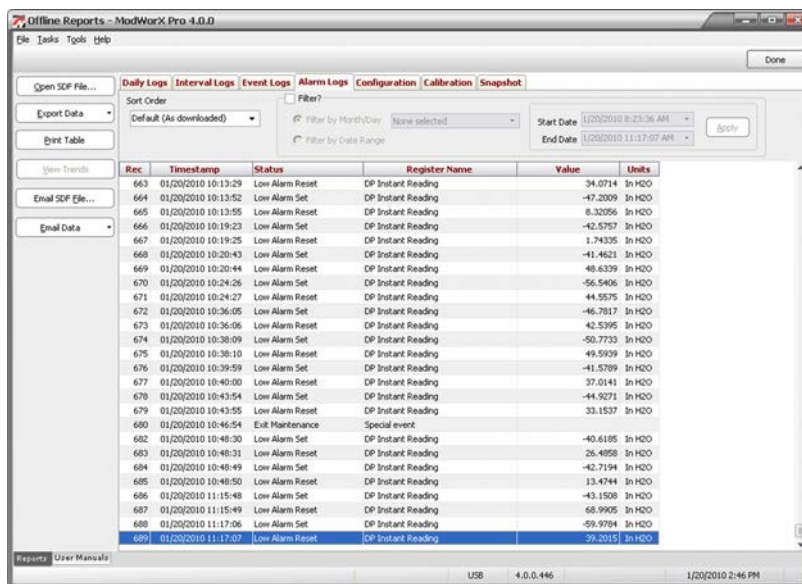 Offline Reports - ModWorX Pro 4.0.0
File Tasks Tools Help
Done
Open SDF File...
Export Data
Print Table
View Trends
Email SDF File...
Email Data
Daily Logs Interval Logs Event Logs Alarm Logs Configuration Calibration Snapshot
Sort Order
Default (As downloaded)
Filter?
Filter by Month/Day None selected
Filter by Date Range
Start Date 1/20/2010 8:23:36 AM
End Date 1/20/2010 11:17:07 AM
Apply
Rec Timestamp Status Register Name Value Units
663 01/20/2010 10:13:29 Low Alarm Reset DP Instant Reading 34.0714 In H2O
664 01/20/2010 10:13:52 Low Alarm Set DP Instant Reading -47.2009 In H2O
665 01/20/2010 10:13:55 Low Alarm Reset DP Instant Reading 8.32056 In H2O
666 01/20/2010 10:19:23 Low Alarm Set DP Instant Reading -42.5757 In H2O
667 01/20/2010 10:19:25 Low Alarm Reset DP Instant Reading 1.74335 In H2O
668 01/20/2010 10:20:43 Low Alarm Set DP Instant Reading -41.4621 In H2O
669 01/20/2010 10:20:44 Low Alarm Reset DP Instant Reading 48.6339 In H2O
670 01/20/2010 10:24:26 Low Alarm Set DP Instant Reading -56.5406 In H2O
671 01/20/2010 10:24:27 Low Alarm Reset DP Instant Reading 44.5575 In H2O
672 01/20/2010 10:36:05 Low Alarm Set DP Instant Reading -46.7817 In H2O
673 01/20/2010 10:36:06 Low Alarm Reset DP Instant Reading 42.5395 In H2O
674 01/20/2010 10:38:09 Low Alarm Set DP Instant Reading -50.7733 In H2O
675 01/20/2010 10:38:10 Low Alarm Reset DP Instant Reading 49.5939 In H2O
676 01/20/2010 10:39:59 Low Alarm Set DP Instant Reading -41.5789 In H2O
677 01/20/2010 10:40:00 Low Alarm Reset DP Instant Reading 37.0141 In H2O
678 01/20/2010 10:43:54 Low Alarm Set DP Instant Reading -44.9271 In H2O
679 01/20/2010 10:43:55 Low Alarm Reset DP Instant Reading 33.1537 In H2O
680 01/20/2010 10:46:54 Exit Maintenance Special event
682 01/20/2010 10:48:30 Low Alarm Set DP Instant Reading -40.6185 In H2O
683 01/20/2010 10:48:31 Low Alarm Reset DP Instant Reading 26.4858 In H2O
684 01/20/2010 10:48:49 Low Alarm Set DP Instant Reading -42.7194 In H2O
685 01/20/2010 10:48:50 Low Alarm Reset DP Instant Reading 13.4744 In H2O
686 01/20/2010 11:15:48 Low Alarm Set DP Instant Reading -43.1508 In H2O
687 01/20/2010 11:15:49 Low Alarm Reset DP Instant Reading 68.9905 In H2O
688 01/20/2010 11:17:06 Low Alarm Set DP Instant Reading -59.9784 In H2O
689 01/20/2010 11:17:07 Low Alarm Reset DP Instant Reading 39.2015 In H2O
Reports User Manuals
USB 4.0.0.446 1/20/2010 2:46 PM